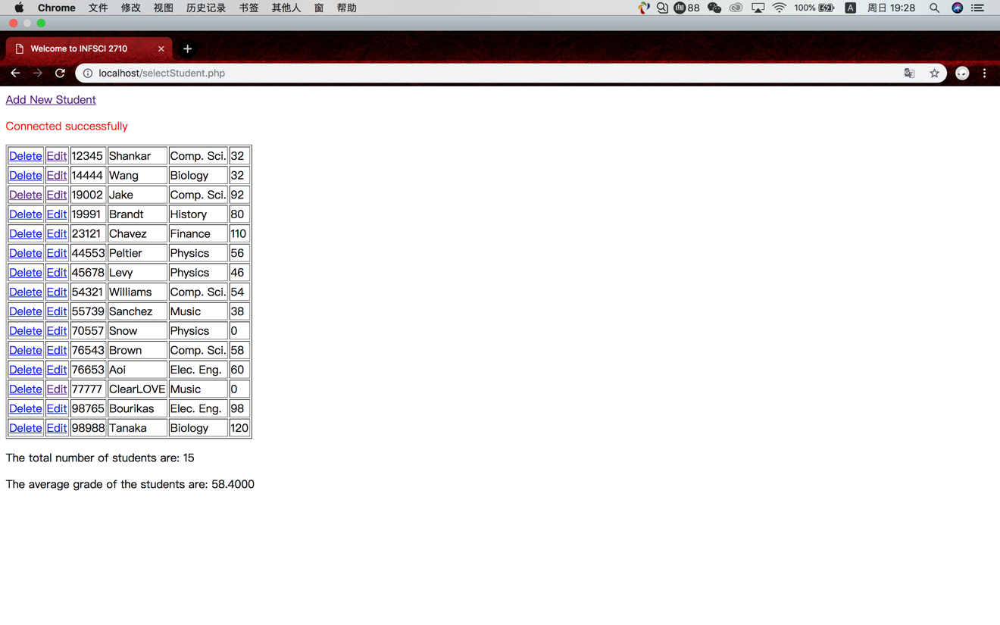 Chrome 文件 修改 视图 历史记录 书签 其他人 窗 帮助 88 100% A 周日 19:28
Welcome to INFSCI 2710
localhost/selectStudent.php
Add New Student
Connected successfully
Delete Edit 12345 Shankar Comp. Sci. 32
Delete Edit 14444 Wang Biology 32
Delete Edit 19002 Jake Comp. Sci. 92
Delete Edit 19991 Brandt History 80
Delete Edit 23121 Chavez Finance 110
Delete Edit 44553 Peltier Physics 56
Delete Edit 45678 Levy Physics 46
Delete Edit 54321 Williams Comp. Sci. 54
Delete Edit 55739 Sanchez Music 38
Delete Edit 70557 Snow Physics 0
Delete Edit 76543 Brown Comp. Sci. 58
Delete Edit 76653 Aoi Elec. Eng. 60
Delete Edit 77777 ClearLOVE Music 0
Delete Edit 98765 Bourikas Elec. Eng. 98
Delete Edit 98988 Tanaka Biology 120
The total number of students are: 15
The average grade of the students are: 58.4000